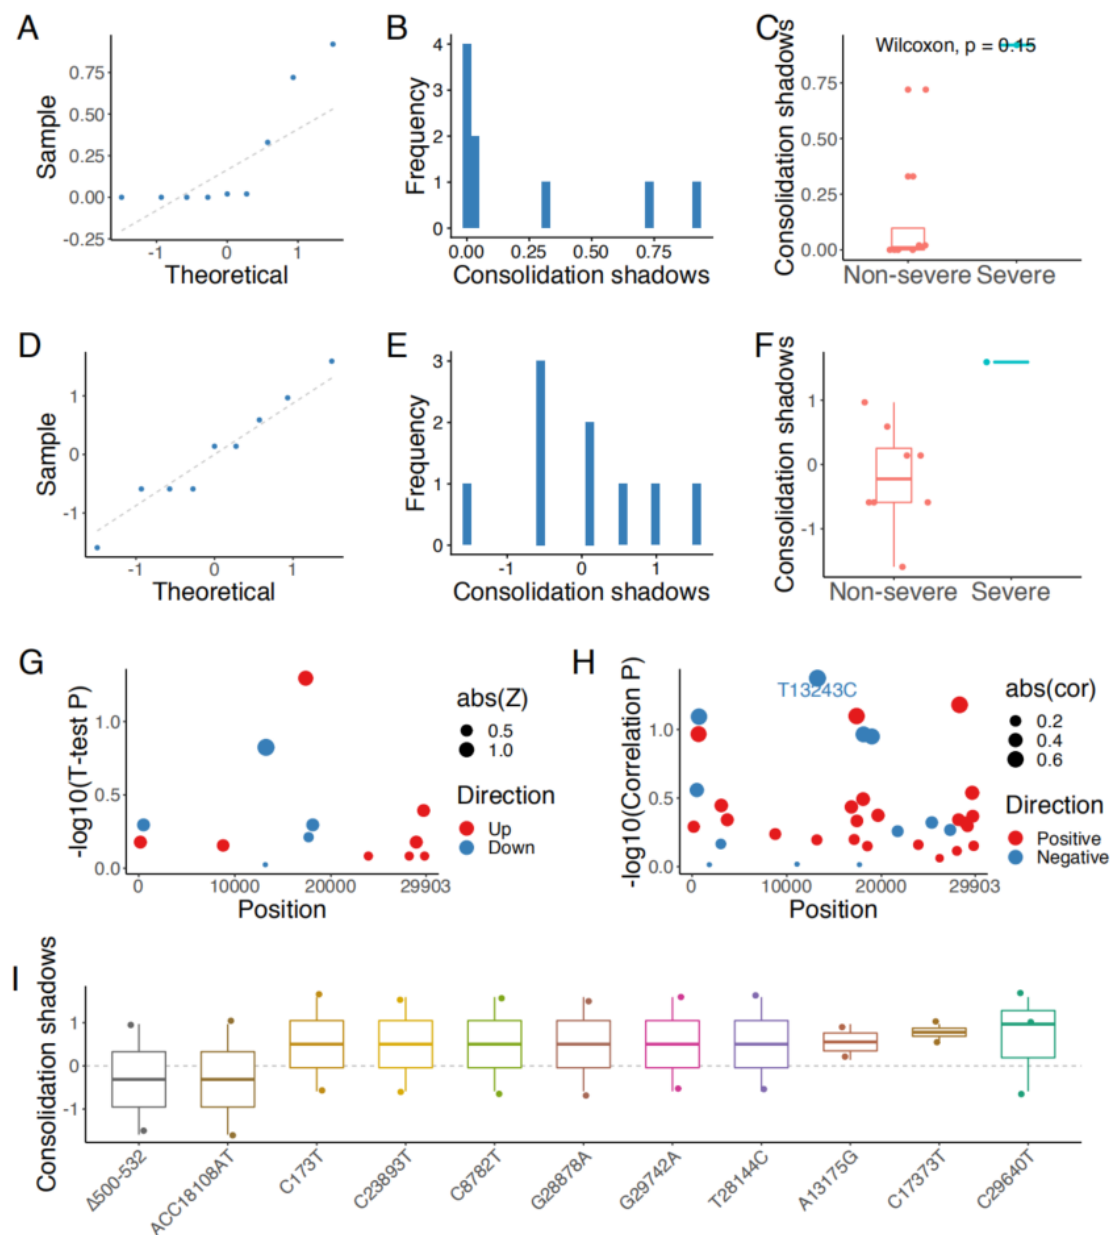 A
Sample
0.75
0.50
0.25
0.00
-0.25
-1
0
1
Theoretical
B
Frequency
4
3
2
1
0
0.00
0.25
0.50
0.75
Consolidation shadows
C
Consolidation shadows
Wilcoxon, p = 0.15
0.75
0.50
0.25
0.00
Non-severe
Severe
D
Sample
1
0
-1
-1
0
1
Theoretical
E
Frequency
3
2
1
0
-1
0
1
Consolidation shadows
F
Consolidation shadows
1
0
-1
Non-severe
Severe
G
-log10(T-test P)
1.0
0.5
0.0
0
10000
20000
29903
Position
abs(Z)
0.5
1.0
Direction
Up
Down
H
-log10(Correlation P)
T13243C
1.0
0.5
0.0
0
10000
20000
29903
Position
abs(cor)
0.2
0.4
0.6
Direction
Positive
Negative
I
Consolidation shadows
1
0
-1
Δ500-532
ACC18108AT
C173T
C23893T
C8782T
G28878A
G29742A
T28144C
A13175G
C17373T
C29640T